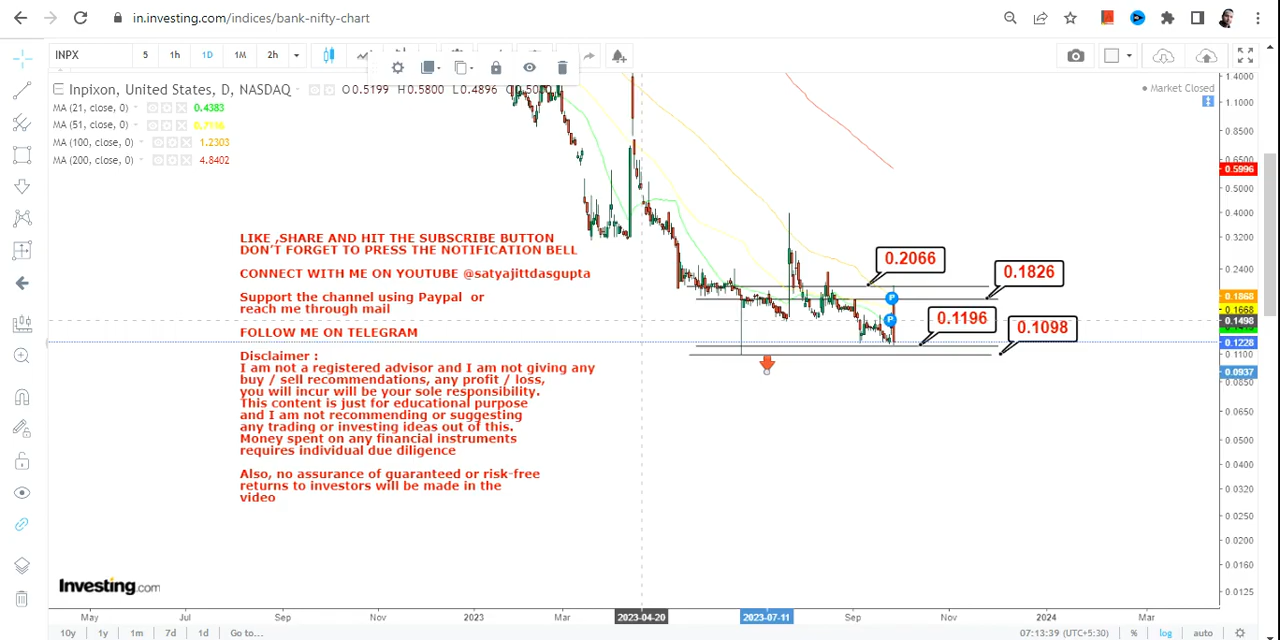 in.investing.com/indices/bank-nifty-chart
INPX 5 1h 1D 1M 2h
Inpixon, United States, D, NASDAQ O0.5199 H0.5800 L0.4896
Market Closed
MA (21, close, 0) 0.4383
MA (51, close, 0)
MA (100, close, 0) 1.2303
MA (200, close, 0) 4.8402
1.4000
1.1000
0.8500
0.6500
0.5996
0.5000
0.4000
0.3200
0.2400
0.1868
0.1668
0.1498
0.1228
0.1100
0.0937
0.0850
0.0650
0.0500
0.0400
0.0320
0.0250
0.0200
0.0160
0.0125
0.2066
0.1826
0.1196
0.1098
P
P
LIKE ,SHARE AND HIT THE SUBSCRIBE BUTTON
DON'T FORGET TO PRESS THE NOTIFICATION BELL
CONNECT WITH ME ON YOUTUBE @satyajittdasgupta
Support the channel using Paypal or
reach me through mail
FOLLOW ME ON TELEGRAM
Disclaimer :
I am not a registered advisor and I am not giving any
buy / sell recommendations, any profit / loss,
you will incur will be your sole responsibility.
This content is just for educational purpose
and I am not recommending or suggesting
any trading or investing ideas out of this.
Money spent on any financial instruments
requires individual due diligence
Also, no assurance of guaranteed or risk-free
returns to investors will be made in the
video
Investing.com
May Jul Sep Nov 2023 Mar 2023-04-20 2023-07-11 Sep Nov 2024 Mar
10y 1y 1m 7d 1d Go to... 07:13:39 (UTC+5:30) % log auto